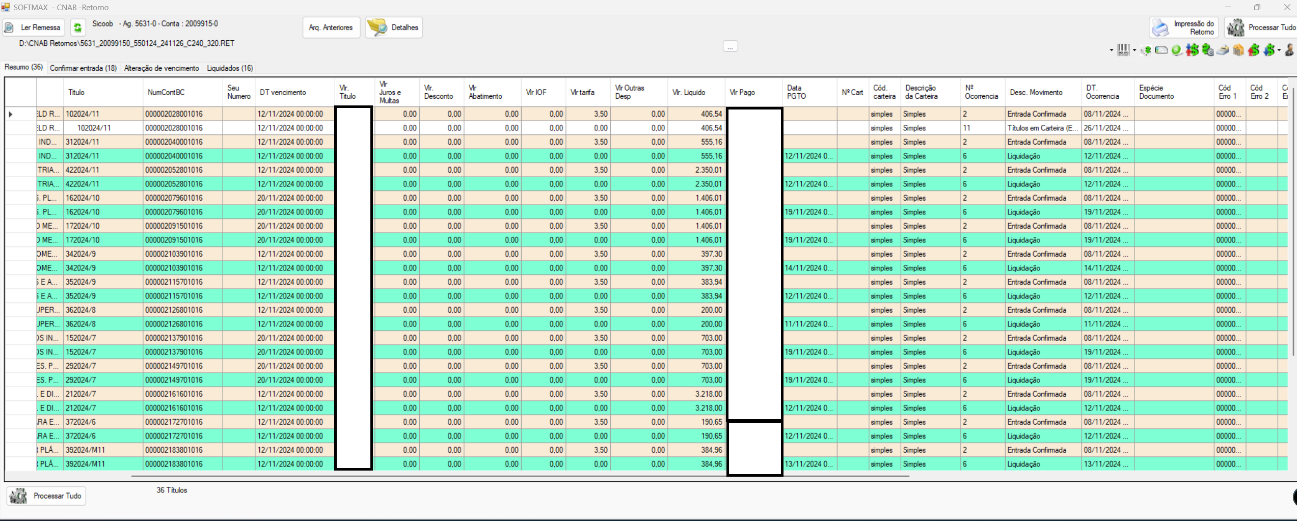 SOFTMAX - CNAB -Retorno
Ler Remessa Sicoob - Ag. 5631-0 - Conta : 2009915-0 Arq. Anteriores Detalhes Impressão do Retorno Processar Tudo
D:\CNAB Retornos\5631_20099150_550124_241126_C240_320.RET ...
Resumo (36) Confirmar entrada (18) Alteração de vencimento Liquidados (16)
Título NumContBC Seu Numero DT vencimento Vlr. Título Vlr Juros e Multas Vlr. Desconto Vlr Abatimento Vlr IOF Vlr tarifa Vlr Outras Desp Vlr. Liquido Vlr Pago Data PGTO Nº Cart Cód. carteira Descrição da Carteira Nº Ocorrencia Desc. Movimento DT. Ocorrencia Espécie Documento Cód Erro 1 Cód Erro 2
ELD R... 102024/11 000002028001016 12/11/2024 00:00:00 0,00 0,00 0,00 0,00 3,50 0,00 406,54 simples Simples 2 Entrada Confirmada 08/11/2024 ... 00000...
ELD R... 102024/11 000002028001016 12/11/2024 00:00:00 0,00 0,00 0,00 0,00 0,00 0,00 406,54 simples Simples 11 Títulos em Carteira (E... 26/11/2024 ... 00000...
IND... 312024/11 000002040001016 12/11/2024 00:00:00 0,00 0,00 0,00 0,00 3,50 0,00 555,16 simples Simples 2 Entrada Confirmada 08/11/2024 ... 00000...
IND... 312024/11 000002040001016 12/11/2024 00:00:00 0,00 0,00 0,00 0,00 0,00 0,00 555,16 12/11/2024 0... simples Simples 6 Liquidação 12/11/2024 ... 00000...
TRIA... 422024/11 000002052801016 12/11/2024 00:00:00 0,00 0,00 0,00 0,00 3,50 0,00 2.350,01 simples Simples 2 Entrada Confirmada 08/11/2024 ... 00000...
TRIA... 422024/11 000002052801016 12/11/2024 00:00:00 0,00 0,00 0,00 0,00 0,00 0,00 2.350,01 12/11/2024 0... simples Simples 6 Liquidação 12/11/2024 ... 00000...
S. PL... 162024/10 000002079601016 20/11/2024 00:00:00 0,00 0,00 0,00 0,00 3,50 0,00 1.406,01 simples Simples 2 Entrada Confirmada 08/11/2024 ... 00000...
S. PL... 162024/10 000002079601016 20/11/2024 00:00:00 0,00 0,00 0,00 0,00 0,00 0,00 1.406,01 19/11/2024 0... simples Simples 6 Liquidação 19/11/2024 ... 00000...
O ME... 172024/10 000002091501016 20/11/2024 00:00:00 0,00 0,00 0,00 0,00 3,50 0,00 1.406,01 simples Simples 2 Entrada Confirmada 08/11/2024 ... 00000...
O ME... 172024/10 000002091501016 20/11/2024 00:00:00 0,00 0,00 0,00 0,00 0,00 0,00 1.406,01 19/11/2024 0... simples Simples 6 Liquidação 19/11/2024 ... 00000...
OME... 342024/9 000002103901016 12/11/2024 00:00:00 0,00 0,00 0,00 0,00 3,50 0,00 397,30 simples Simples 2 Entrada Confirmada 08/11/2024 ... 00000...
OME... 342024/9 000002103901016 12/11/2024 00:00:00 0,00 0,00 0,00 0,00 0,00 0,00 397,30 14/11/2024 0... simples Simples 6 Liquidação 14/11/2024 ... 00000...
S E A... 352024/9 000002115701016 12/11/2024 00:00:00 0,00 0,00 0,00 0,00 3,50 0,00 383,94 simples Simples 2 Entrada Confirmada 08/11/2024 ... 00000...
S E A... 352024/9 000002115701016 12/11/2024 00:00:00 0,00 0,00 0,00 0,00 0,00 0,00 383,94 12/11/2024 0... simples Simples 6 Liquidação 12/11/2024 ... 00000...
UPER... 362024/8 000002126801016 12/11/2024 00:00:00 0,00 0,00 0,00 0,00 3,50 0,00 200,00 simples Simples 2 Entrada Confirmada 08/11/2024 ... 00000...
UPER... 362024/8 000002126801016 12/11/2024 00:00:00 0,00 0,00 0,00 0,00 0,00 0,00 200,00 11/11/2024 0... simples Simples 6 Liquidação 11/11/2024 ... 00000...
OS IN... 152024/7 000002137901016 20/11/2024 00:00:00 0,00 0,00 0,00 0,00 3,50 0,00 703,00 simples Simples 2 Entrada Confirmada 08/11/2024 ... 00000...
OS IN... 152024/7 000002137901016 20/11/2024 00:00:00 0,00 0,00 0,00 0,00 0,00 0,00 703,00 19/11/2024 0... simples Simples 6 Liquidação 19/11/2024 ... 00000...
ES. P... 292024/7 000002149701016 20/11/2024 00:00:00 0,00 0,00 0,00 0,00 3,50 0,00 703,00 simples Simples 2 Entrada Confirmada 08/11/2024 ... 00000...
ES. P... 292024/7 000002149701016 20/11/2024 00:00:00 0,00 0,00 0,00 0,00 0,00 0,00 703,00 19/11/2024 0... simples Simples 6 Liquidação 19/11/2024 ... 00000...
E DI... 212024/7 000002161601016 12/11/2024 00:00:00 0,00 0,00 0,00 0,00 3,50 0,00 3.218,00 simples Simples 2 Entrada Confirmada 08/11/2024 ... 00000...
E DI... 212024/7 000002161601016 12/11/2024 00:00:00 0,00 0,00 0,00 0,00 0,00 0,00 3.218,00 12/11/2024 0... simples Simples 6 Liquidação 12/11/2024 ... 00000...
ARA E... 372024/6 000002172701016 12/11/2024 00:00:00 0,00 0,00 0,00 0,00 3,50 0,00 190,65 simples Simples 2 Entrada Confirmada 08/11/2024 ... 00000...
ARA E... 372024/6 000002172701016 12/11/2024 00:00:00 0,00 0,00 0,00 0,00 0,00 0,00 190,65 12/11/2024 0... simples Simples 6 Liquidação 12/11/2024 ... 00000...
PLÁ... 392024/M11 000002183801016 12/11/2024 00:00:00 0,00 0,00 0,00 0,00 3,50 0,00 384,96 simples Simples 2 Entrada Confirmada 08/11/2024 ... 00000...
PLÁ... 392024/M11 000002183801016 12/11/2024 00:00:00 0,00 0,00 0,00 0,00 0,00 0,00 384,96 13/11/2024 0... simples Simples 6 Liquidação 13/11/2024 ... 00000...
Processar Tudo 36 Títulos